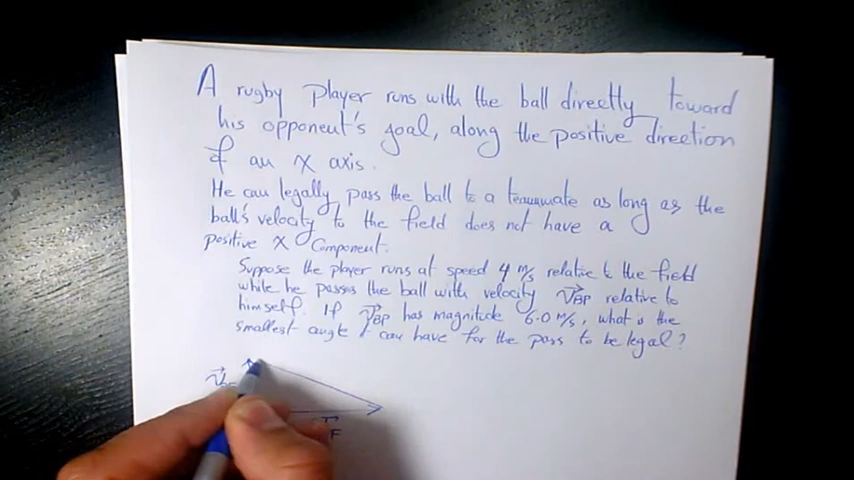 A rugby player runs with the ball directly toward
his opponent's goal, along the positive direction
of an X axis.
He can legally pass the ball to a teammate as long as the
ball's velocity to the field does not have a
positive X Component.
Suppose the player runs at speed 4 m/s relative to the field
while he passes the ball with velocity V⃗BP relative to
himself. If V⃗BP has magnitude 6.0 m/s, what is the
smallest angle it can have for the pass to be legal?
F